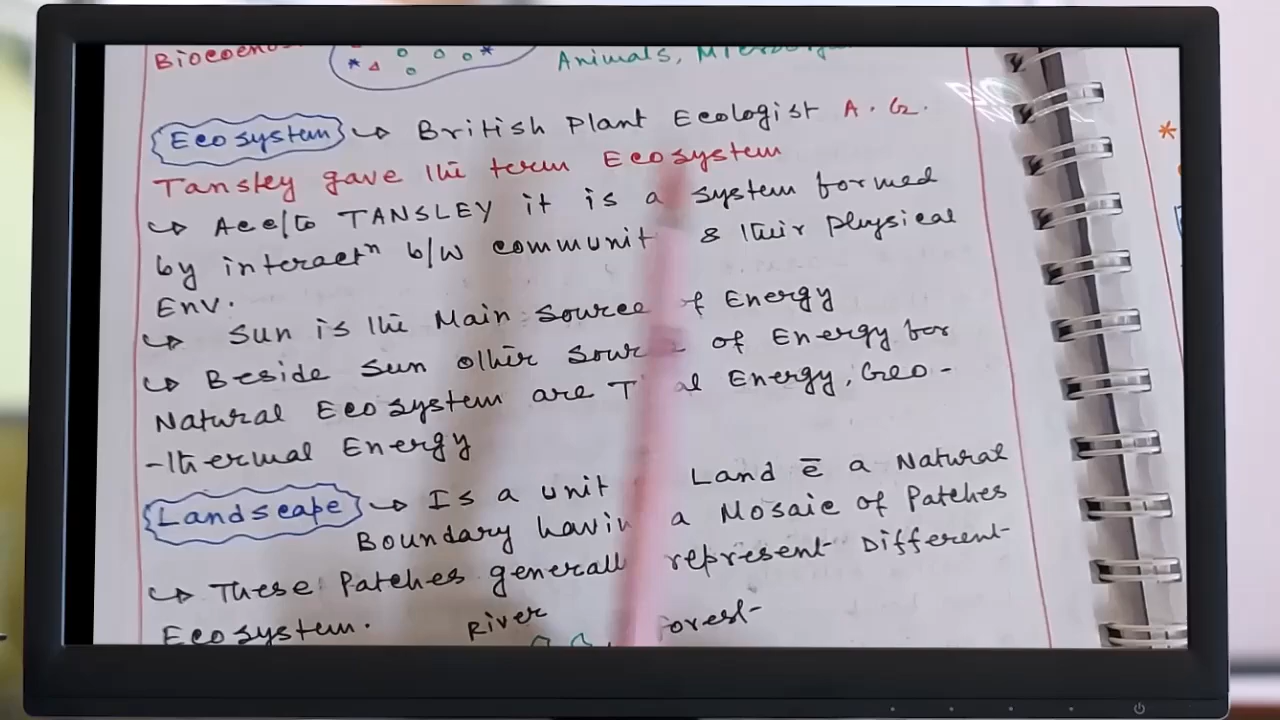 Animals,
Ecosystem → British Plant Ecologist A. G.
Tansley gave the term Ecosystem
→ Acc/to TANSLEY it is a system formed
by interactⁿ b/w communit & their physical
Env.
→ Sun is the Main Source of Energy
→ Beside Sun other Sour of Energy for
Natural Ecosystem are T al Energy, Geo-
-thermal Energy
Landscape → Is a unit Land c̄ a Natural
Boundary havin a Mosaic of Patches
→ These Patches generall represent Different
Ecosystem.
River Forest